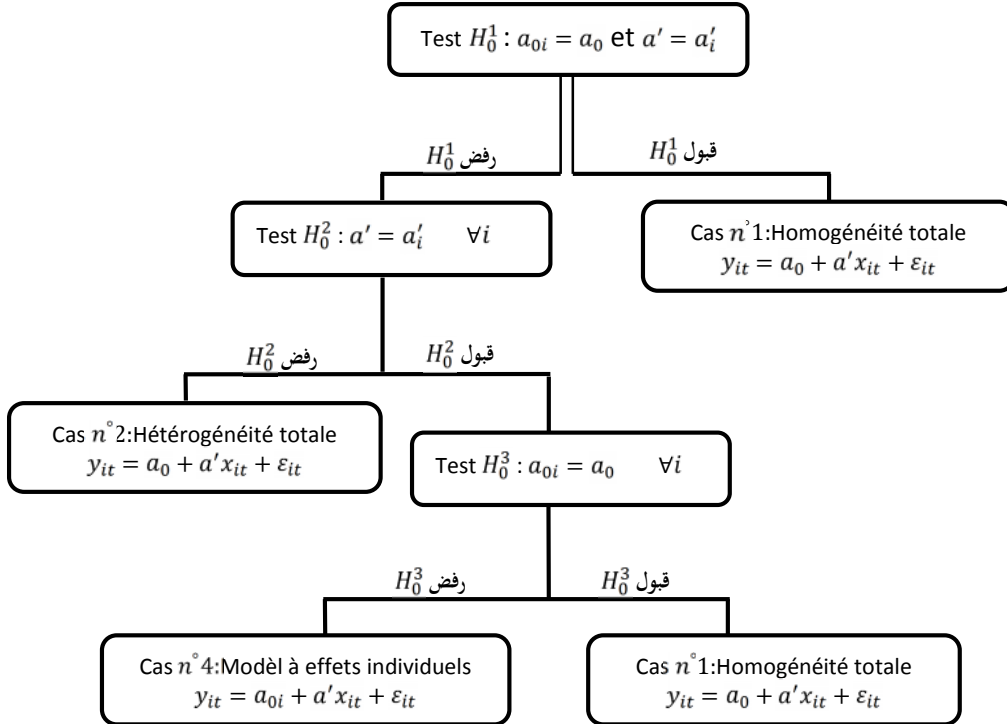 Test $H_0^1 : a_{0i} = a_0$ et $a' = a_i'$
رفض $H_0^1$
قبول $H_0^1$
Test $H_0^2 : a' = a_i'$ ∀i
Cas n°1:Homogénéité totale
$y_{it} = a_0 + a'x_{it} + \varepsilon_{it}$
رفض $H_0^2$
قبول $H_0^2$
Cas n°2:Hétérogénéité totale
$y_{it} = a_0 + a'x_{it} + \varepsilon_{it}$
Test $H_0^3 : a_{0i} = a_0$ ∀i
رفض $H_0^3$
قبول $H_0^3$
Cas n°4:Modèl à effets individuels
$y_{it} = a_{0i} + a'x_{it} + \varepsilon_{it}$
Cas n°1:Homogénéité totale
$y_{it} = a_0 + a'x_{it} + \varepsilon_{it}$